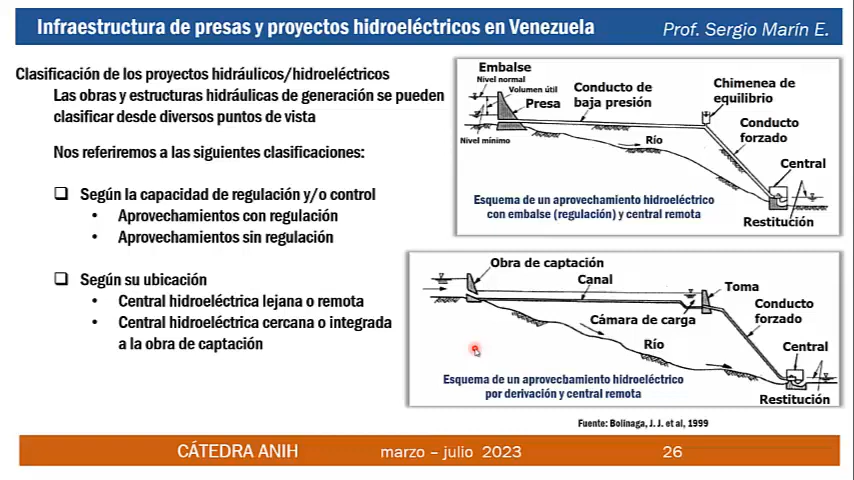 Infraestructura de presas y proyectos hidroeléctricos en Venezuela
Prof. Sergio Marín E.
Clasificación de los proyectos hidráulicos/hidroeléctricos
Las obras y estructuras hidráulicas de generación se pueden
clasificar desde diversos puntos de vista
Nos referiremos a las siguientes clasificaciones:
❑ Según la capacidad de regulación y/o control
• Aprovechamientos con regulación
• Aprovechamientos sin regulación
❑ Según su ubicación
• Central hidroeléctrica lejana o remota
• Central hidroeléctrica cercana o integrada
a la obra de captación
Embalse
Nivel normal
Volumen útil
Presa
Nivel mínimo
Conducto de
baja presión
Río
Chimenea de
equilibrio
Conducto
forzado
Central
Restitución
Esquema de un aprovechamiento hidroeléctrico
con embalse (regulación) y central remota
Obra de captación
Canal
Toma
Cámara de carga
Conducto
forzado
Río
Central
Restitución
Esquema de un aprovecbamiento hidroeléctrico
por derivación y central remota
Fuente: Bolinaga, J. J. et al, 1999
CÁTEDRA ANIH
marzo – julio 2023
26